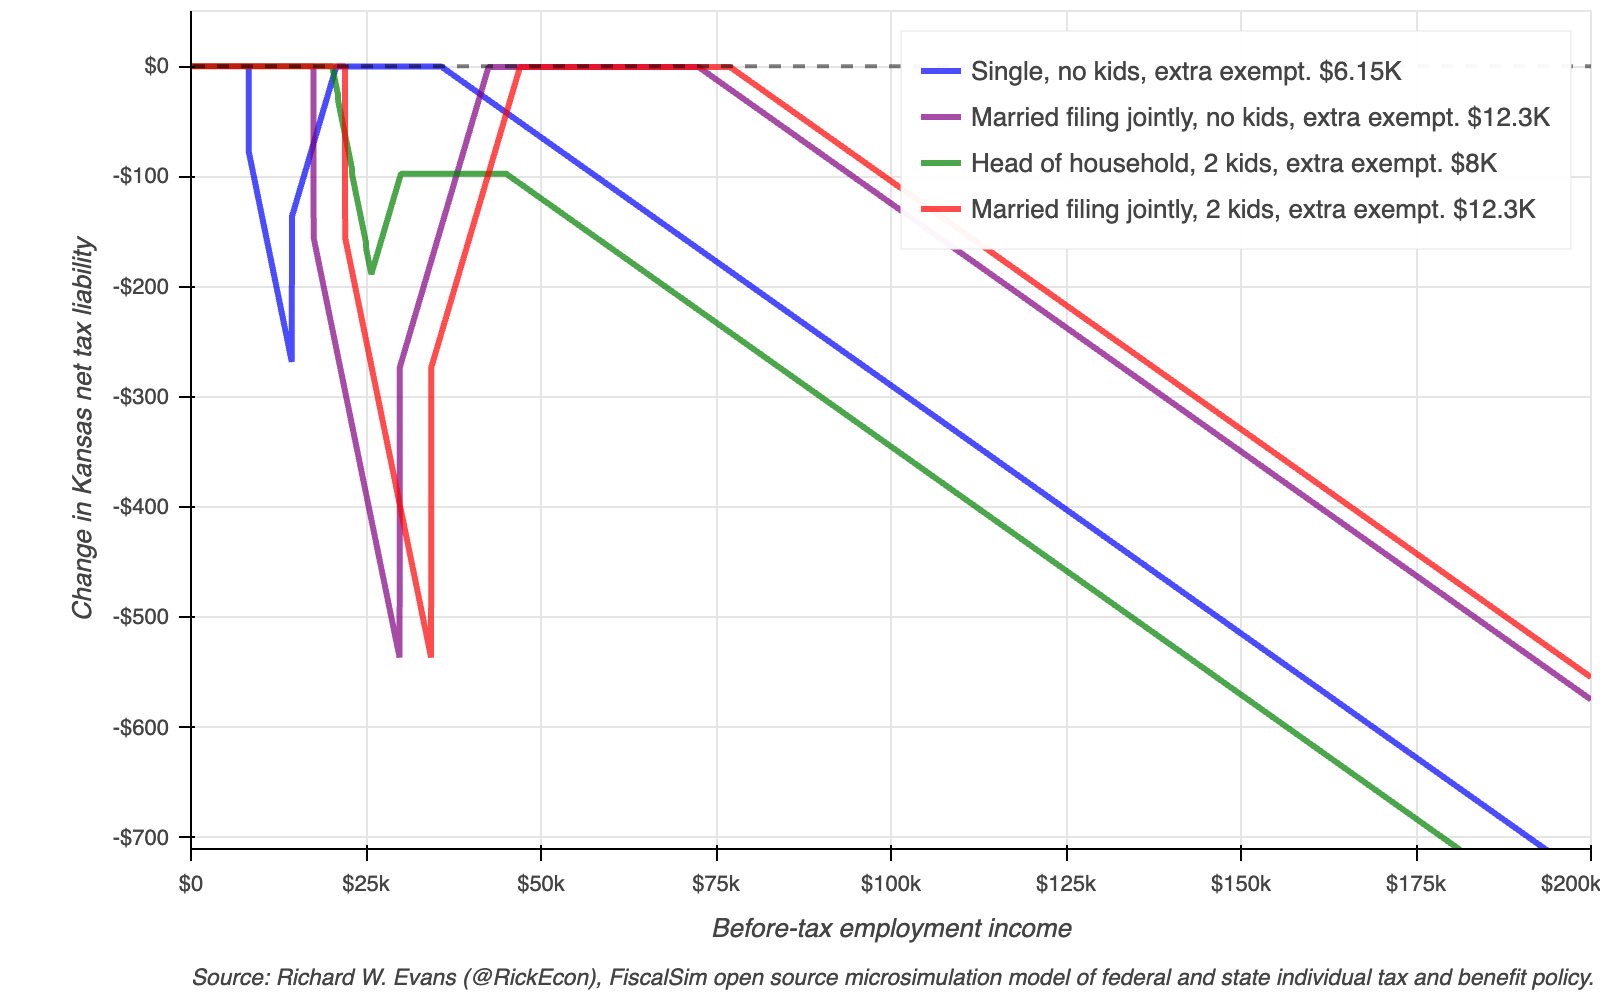 $0
-$100
-$200
-$300
-$400
-$500
-$600
-$700
Change in Kansas net tax liability
Single, no kids, extra exempt. $6.15K
Married filing jointly, no kids, extra exempt. $12.3K
Head of household, 2 kids, extra exempt. $8K
Married filing jointly, 2 kids, extra exempt. $12.3K
$0 $25k $50k $75k $100k $125k $150k $175k $200k
Before-tax employment income
Source: Richard W. Evans (@RickEcon), FiscalSim open source microsimulation model of federal and state individual tax and benefit policy.